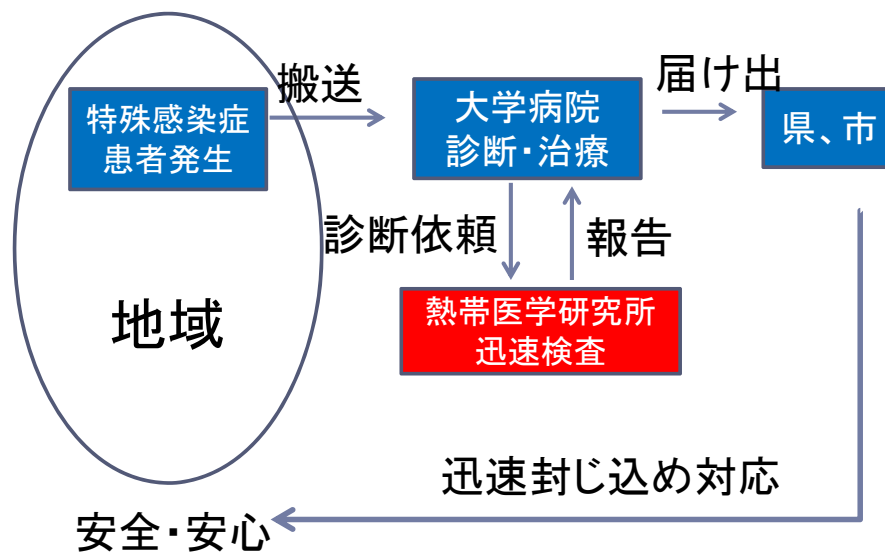 搬送
届け出
特殊感染症
患者発生
大学病院
診断・治療
県、市
診断依頼
報告
地域
熱帯医学研究所
迅速検査
迅速封じ込め対応
安全・安心